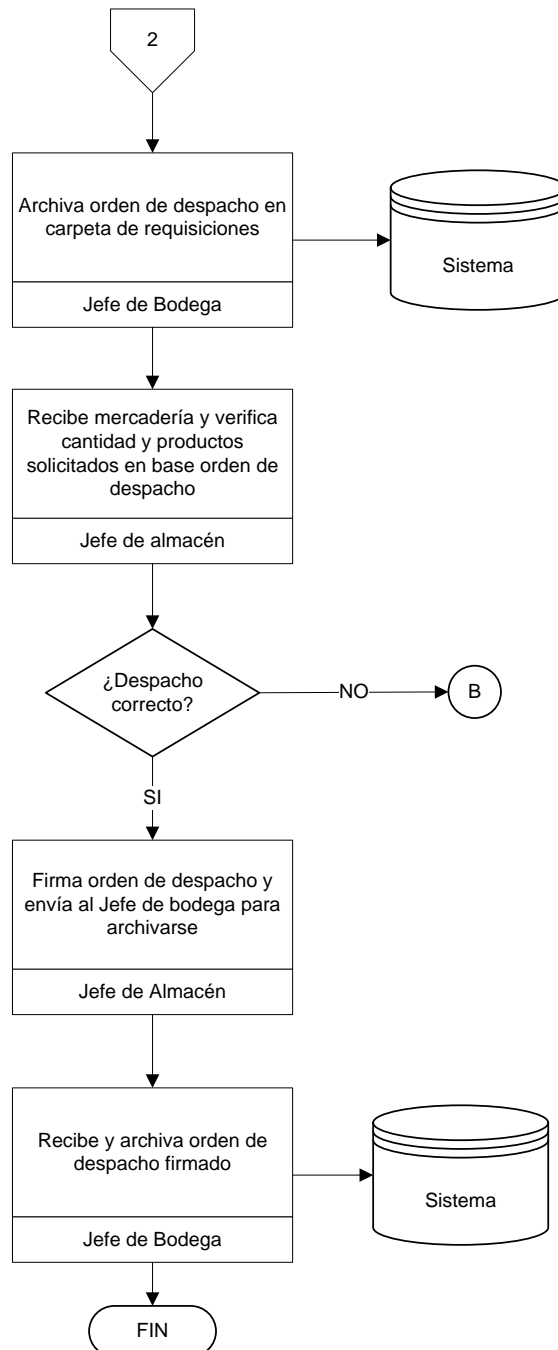 2
Archiva orden de despacho en
carpeta de requisiciones
Jefe de Bodega
Sistema
Recibe mercadería y verifica
cantidad y productos
solicitados en base orden de
despacho
Jefe de almacén
¿Despacho
correcto?
NO
B
SI
Firma orden de despacho y
envía al Jefe de bodega para
archivarse
Jefe de Almacén
Recibe y archiva orden de
despacho firmado
Jefe de Bodega
Sistema
FIN